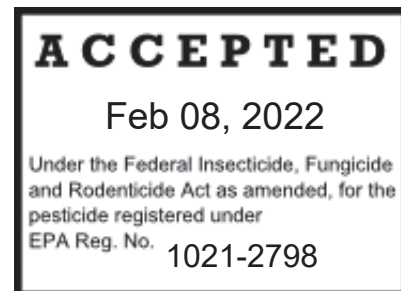 ACCEPTED
Feb 08, 2022
Under the Federal Insecticide, Fungicide
and Rodenticide Act as amended, for the
pesticide registered under
EPA Reg. No. 1021-2798